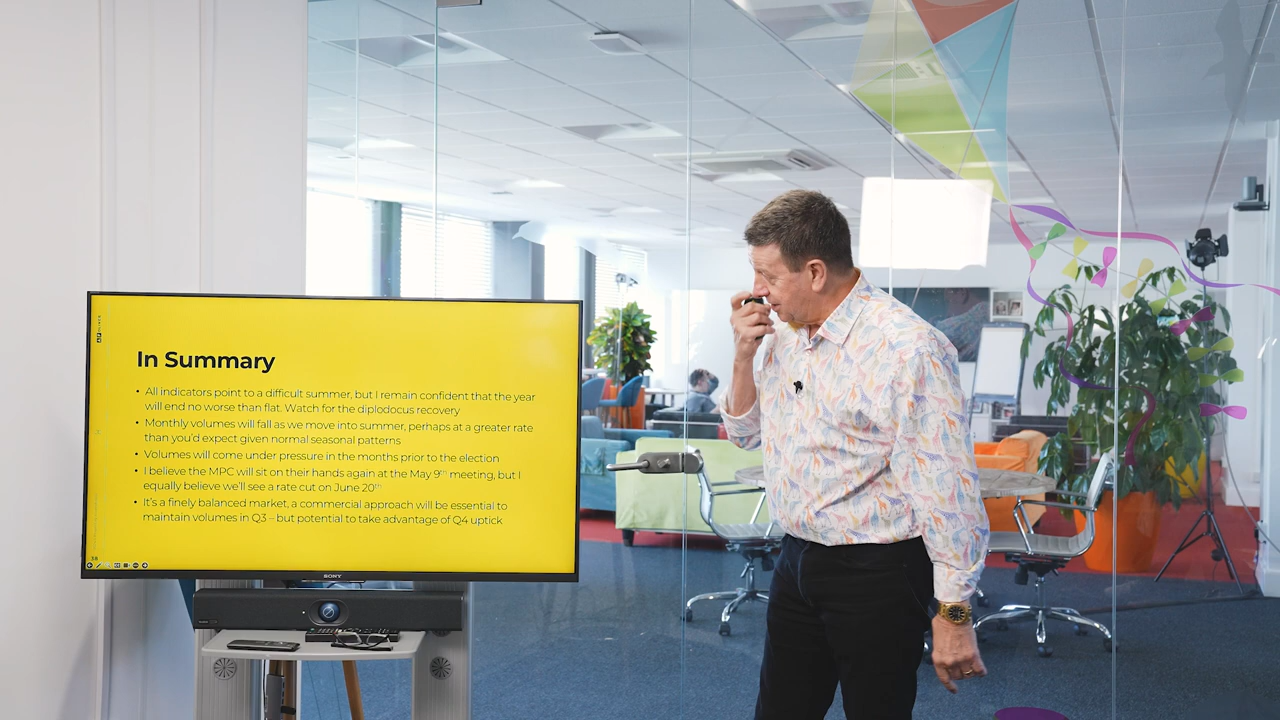 In Summary
• All indicators point to a difficult summer, but I remain confident that the year
will end no worse than flat. Watch for the diplodocus recovery
• Monthly volumes will fall as we move into summer, perhaps at a greater rate
than you'd expect given normal seasonal patterns
• Volumes will come under pressure in the months prior to the election
• I believe the MPC will sit on their hands again at the May 9th meeting, but I
equally believe we'll see a rate cut on June 20th
• It's a finely balanced market, a commercial approach will be essential to
maintain volumes in Q3 – but potential to take advantage of Q4 uptick
SONY